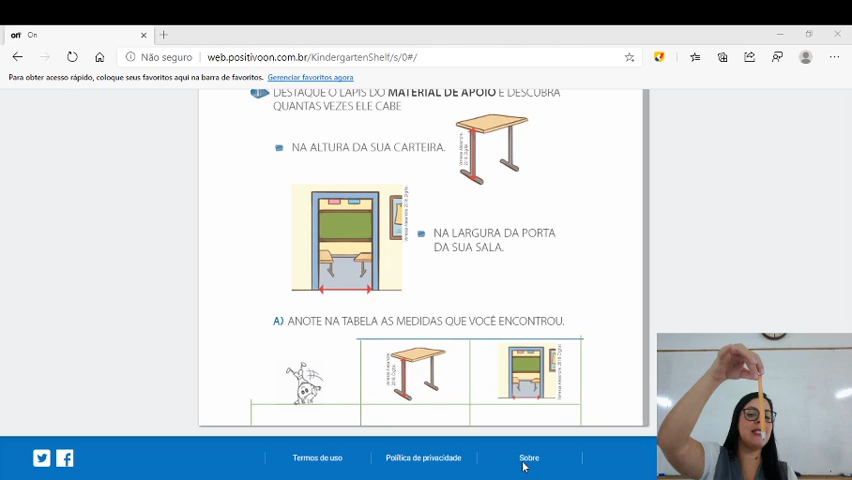 on On
Não seguro web.positivoon.com.br/KindergartenShelf/s/0#/
Para obter acesso rápido, coloque seus favoritos aqui na barra de favoritos. Gerenciar favoritos agora
1 DESTAQUE O LÁPIS DO MATERIAL DE APOIO E DESCUBRA
QUANTAS VEZES ELE CABE
NA ALTURA DA SUA CARTEIRA.
NA LARGURA DA PORTA
DA SUA SALA.
A) ANOTE NA TABELA AS MEDIDAS QUE VOCÊ ENCONTROU.
Termos de uso Política de privacidade Sobre